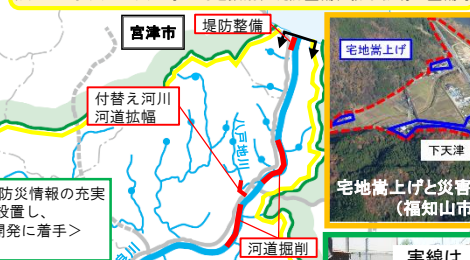 宮津市
堤防整備
付替え河川
河道拡幅
八戸地川
河道掘削
防災情報の充実
設置し、
開発に着手＞
宅地嵩上げ
下天津
宅地嵩上げと災害
（福知山市
実線は